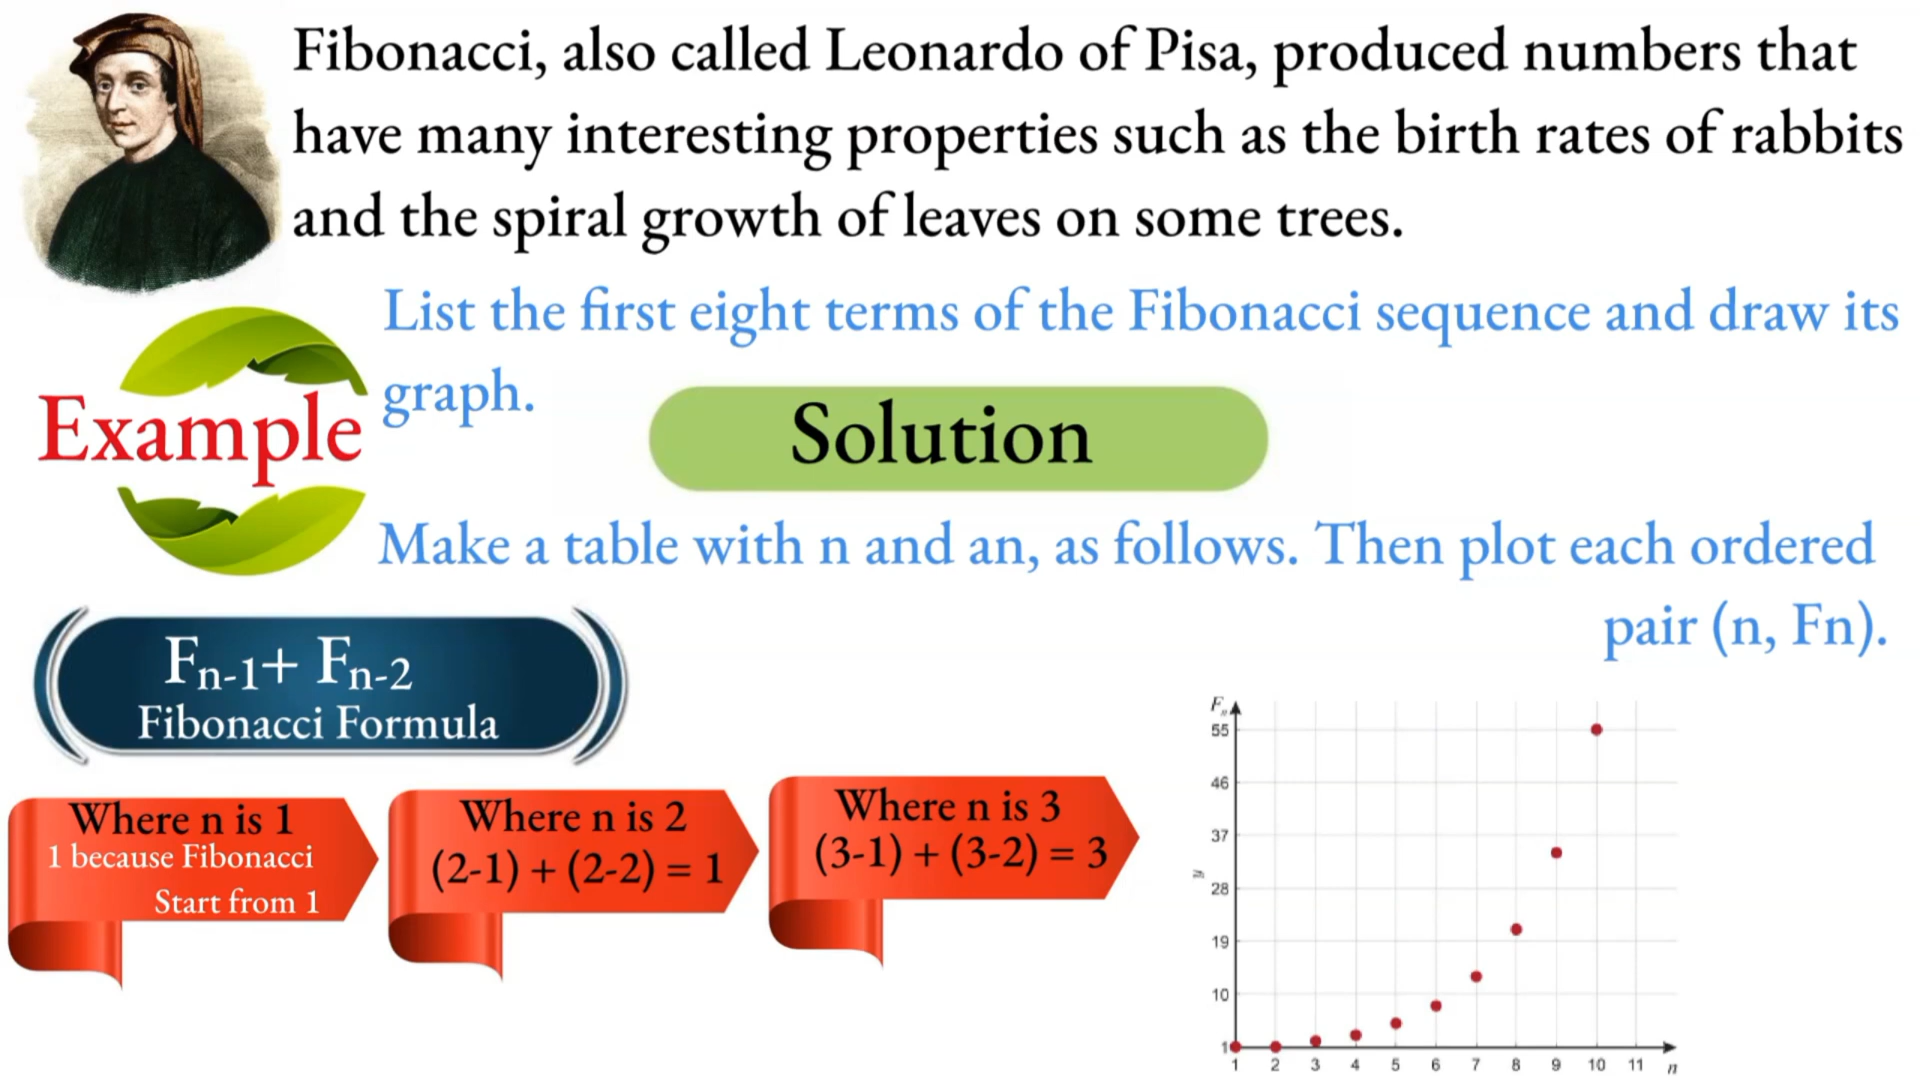 Fibonacci, also called Leonardo of Pisa, produced numbers that
have many interesting properties such as the birth rates of rabbits
and the spiral growth of leaves on some trees.
Example
List the first eight terms of the Fibonacci sequence and draw its
graph.
Solution
Make a table with n and an, as follows. Then plot each ordered
pair (n, Fn).
Fn-1+ Fn-2
Fibonacci Formula
Where n is 1
1 because Fibonacci
Start from 1
Where n is 2
(2-1) + (2-2) = 1
Where n is 3
(3-1) + (3-2) = 3
Fn
55
46
37
y
28
19
10
1
1 2 3 4 5 6 7 8 9 10 11 n